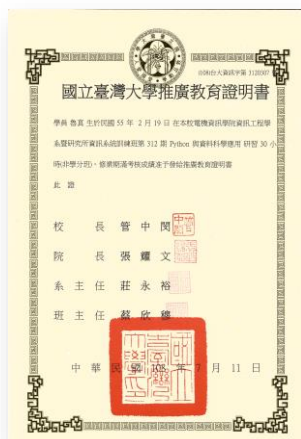 國立臺灣大學推廣教育證明書
學員 魯真 生於民國 55 年 2 月 19 日 在本校電機資訊學院資訊工程學
系暨研究所資訊系統訓練班第 312 期 Python 與資料科學應用 研習 30 小
時(非學分班)、修業期滿考核成績准予發給推廣教育證明書
此 證
校 長 管中閔
院 長 張耀文
系主任 莊永裕
班主任 蔡欣穆
中華民國 108 年 7 月 11 日